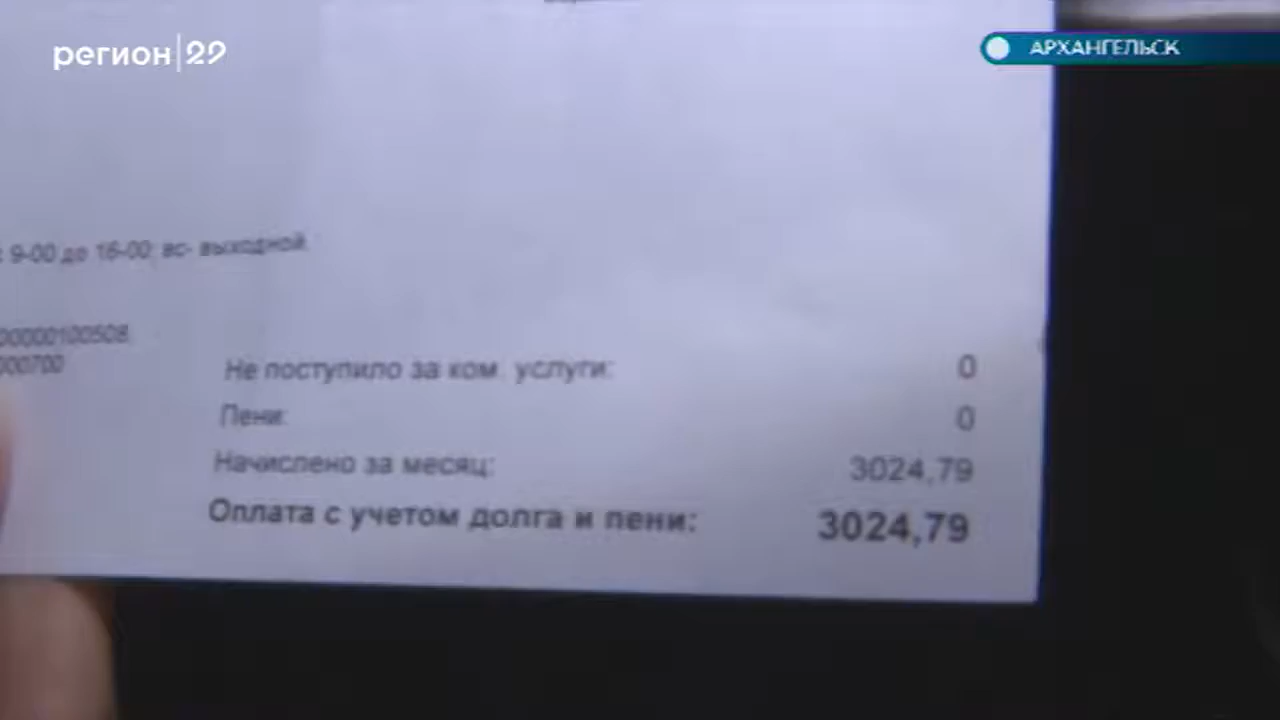 регион|29
АРХАНГЕЛЬСК
с 9-00 до 16-00; вс- выходной
00000100508
000700
Не поступило за ком. услуги: 0
Пени: 0
Начислено за месяц: 3024,79
Оплата с учетом долга и пени: 3024,79